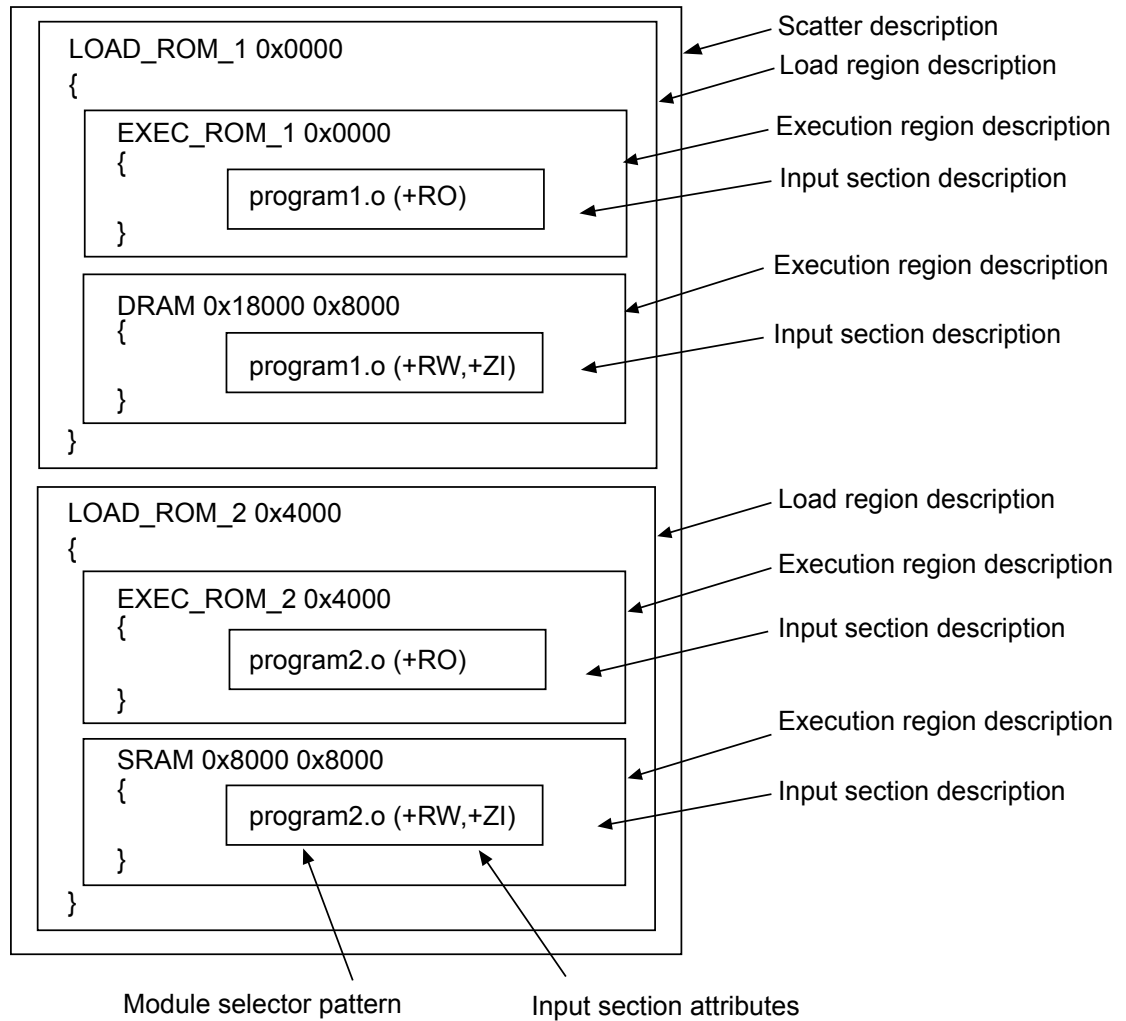 Scatter description
LOAD_ROM_1 0x0000
Load region description
{
EXEC_ROM_1 0x0000
Execution region description
{
program1.o (+RO)
Input section description
}
Execution region description
DRAM 0x18000 0x8000
{
Input section description
program1.o (+RW,+ZI)
}
}
LOAD_ROM_2 0x4000
Load region description
{
Execution region description
EXEC_ROM_2 0x4000
{
Input section description
program2.o (+RO)
}
Execution region description
SRAM 0x8000 0x8000
{
Input section description
program2.o (+RW,+ZI)
}
}
Module selector pattern
Input section attributes